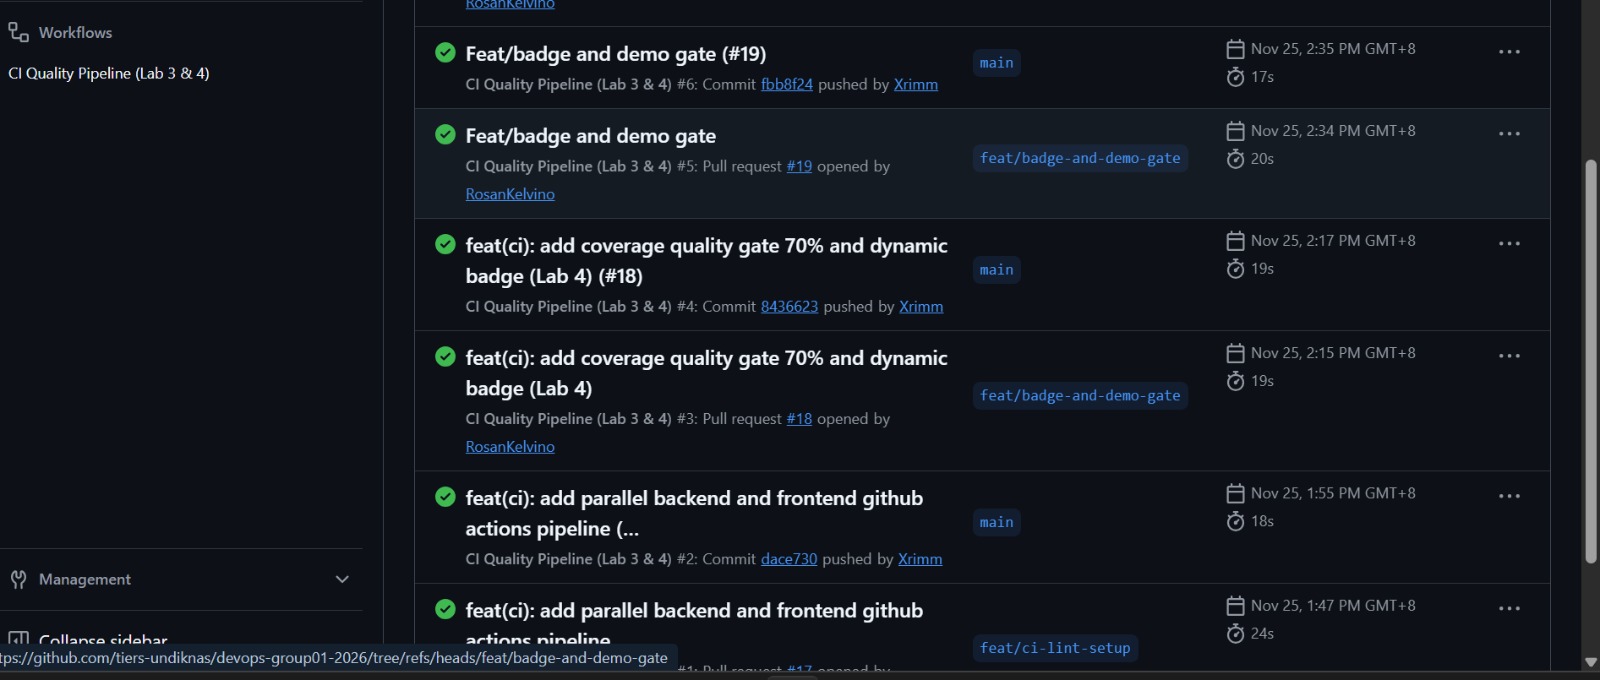 RosanKelvino
Workflows
CI Quality Pipeline (Lab 3 & 4)
Feat/badge and demo gate (#19)
CI Quality Pipeline (Lab 3 & 4) #6: Commit fbb8f24 pushed by Xrimm
main
Nov 25, 2:35 PM GMT+8
17s
Feat/badge and demo gate
CI Quality Pipeline (Lab 3 & 4) #5: Pull request #19 opened by
RosanKelvino
feat/badge-and-demo-gate
Nov 25, 2:34 PM GMT+8
20s
feat(ci): add coverage quality gate 70% and dynamic
badge (Lab 4) (#18)
CI Quality Pipeline (Lab 3 & 4) #4: Commit 8436623 pushed by Xrimm
main
Nov 25, 2:17 PM GMT+8
19s
feat(ci): add coverage quality gate 70% and dynamic
badge (Lab 4)
CI Quality Pipeline (Lab 3 & 4) #3: Pull request #18 opened by
RosanKelvino
feat/badge-and-demo-gate
Nov 25, 2:15 PM GMT+8
19s
feat(ci): add parallel backend and frontend github
actions pipeline (...
CI Quality Pipeline (Lab 3 & 4) #2: Commit dace730 pushed by Xrimm
main
Nov 25, 1:55 PM GMT+8
18s
feat(ci): add parallel backend and frontend github
actions pipeline
#1: Pull request #17 opened by
feat/ci-lint-setup
Nov 25, 1:47 PM GMT+8
24s
Management
Collapse sidebar
tps://github.com/tiers-undiknas/devops-group01-2026/tree/refs/heads/feat/badge-and-demo-gate